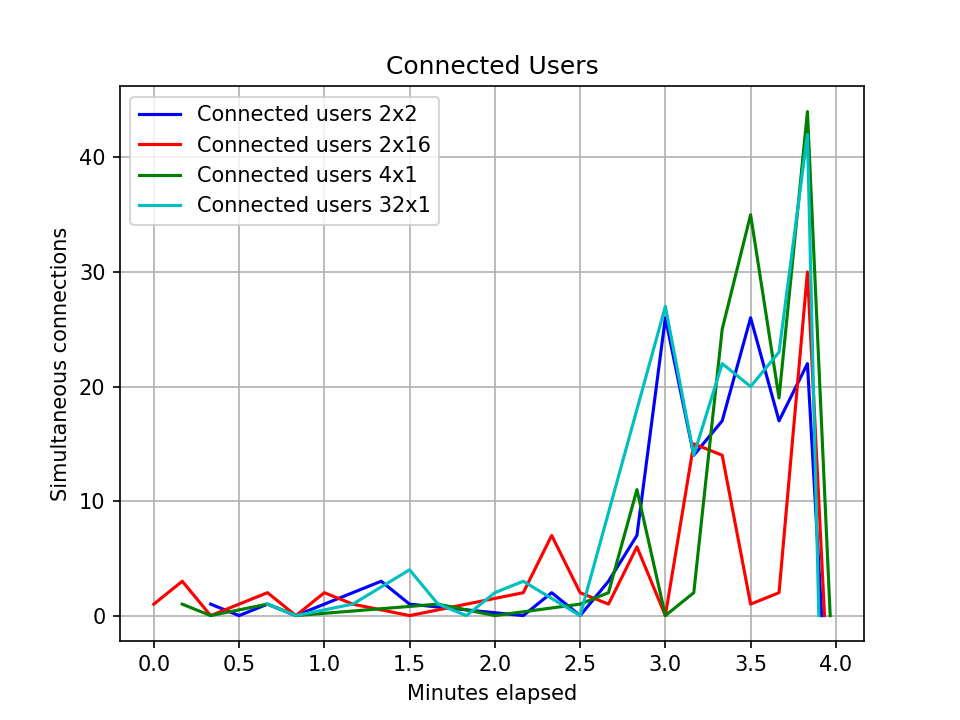 Connected Users
Connected users 2x2
Connected users 2x16
Connected users 4x1
Connected users 32x1
Simultaneous connections
40
30
20
10
0
0.0 0.5 1.0 1.5 2.0 2.5 3.0 3.5 4.0
Minutes elapsed